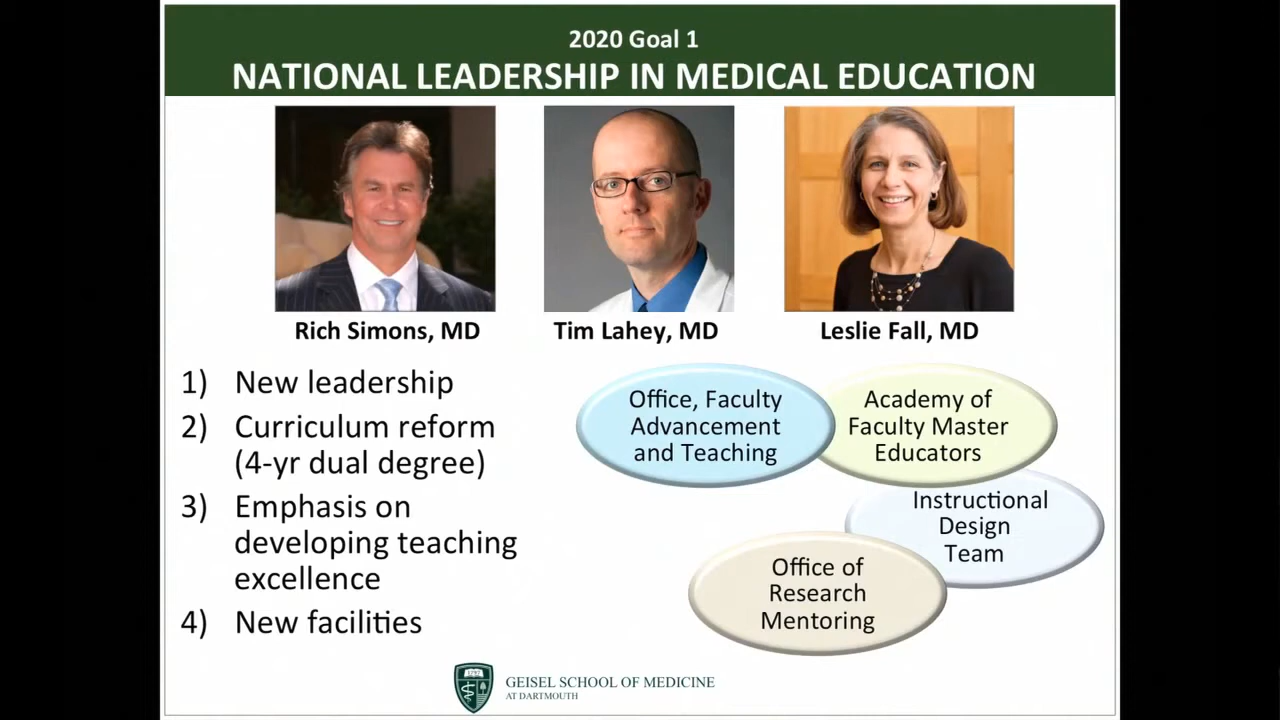 2020 Goal 1
NATIONAL LEADERSHIP IN MEDICAL EDUCATION
Rich Simons, MD
Tim Lahey, MD
Leslie Fall, MD
1) New leadership
2) Curriculum reform
(4-yr dual degree)
3) Emphasis on
developing teaching
excellence
4) New facilities
Office, Faculty
Advancement
and Teaching
Academy of
Faculty Master
Educators
Instructional
Design
Team
Office of
Research
Mentoring
GEISEL SCHOOL OF MEDICINE
AT DARTMOUTH